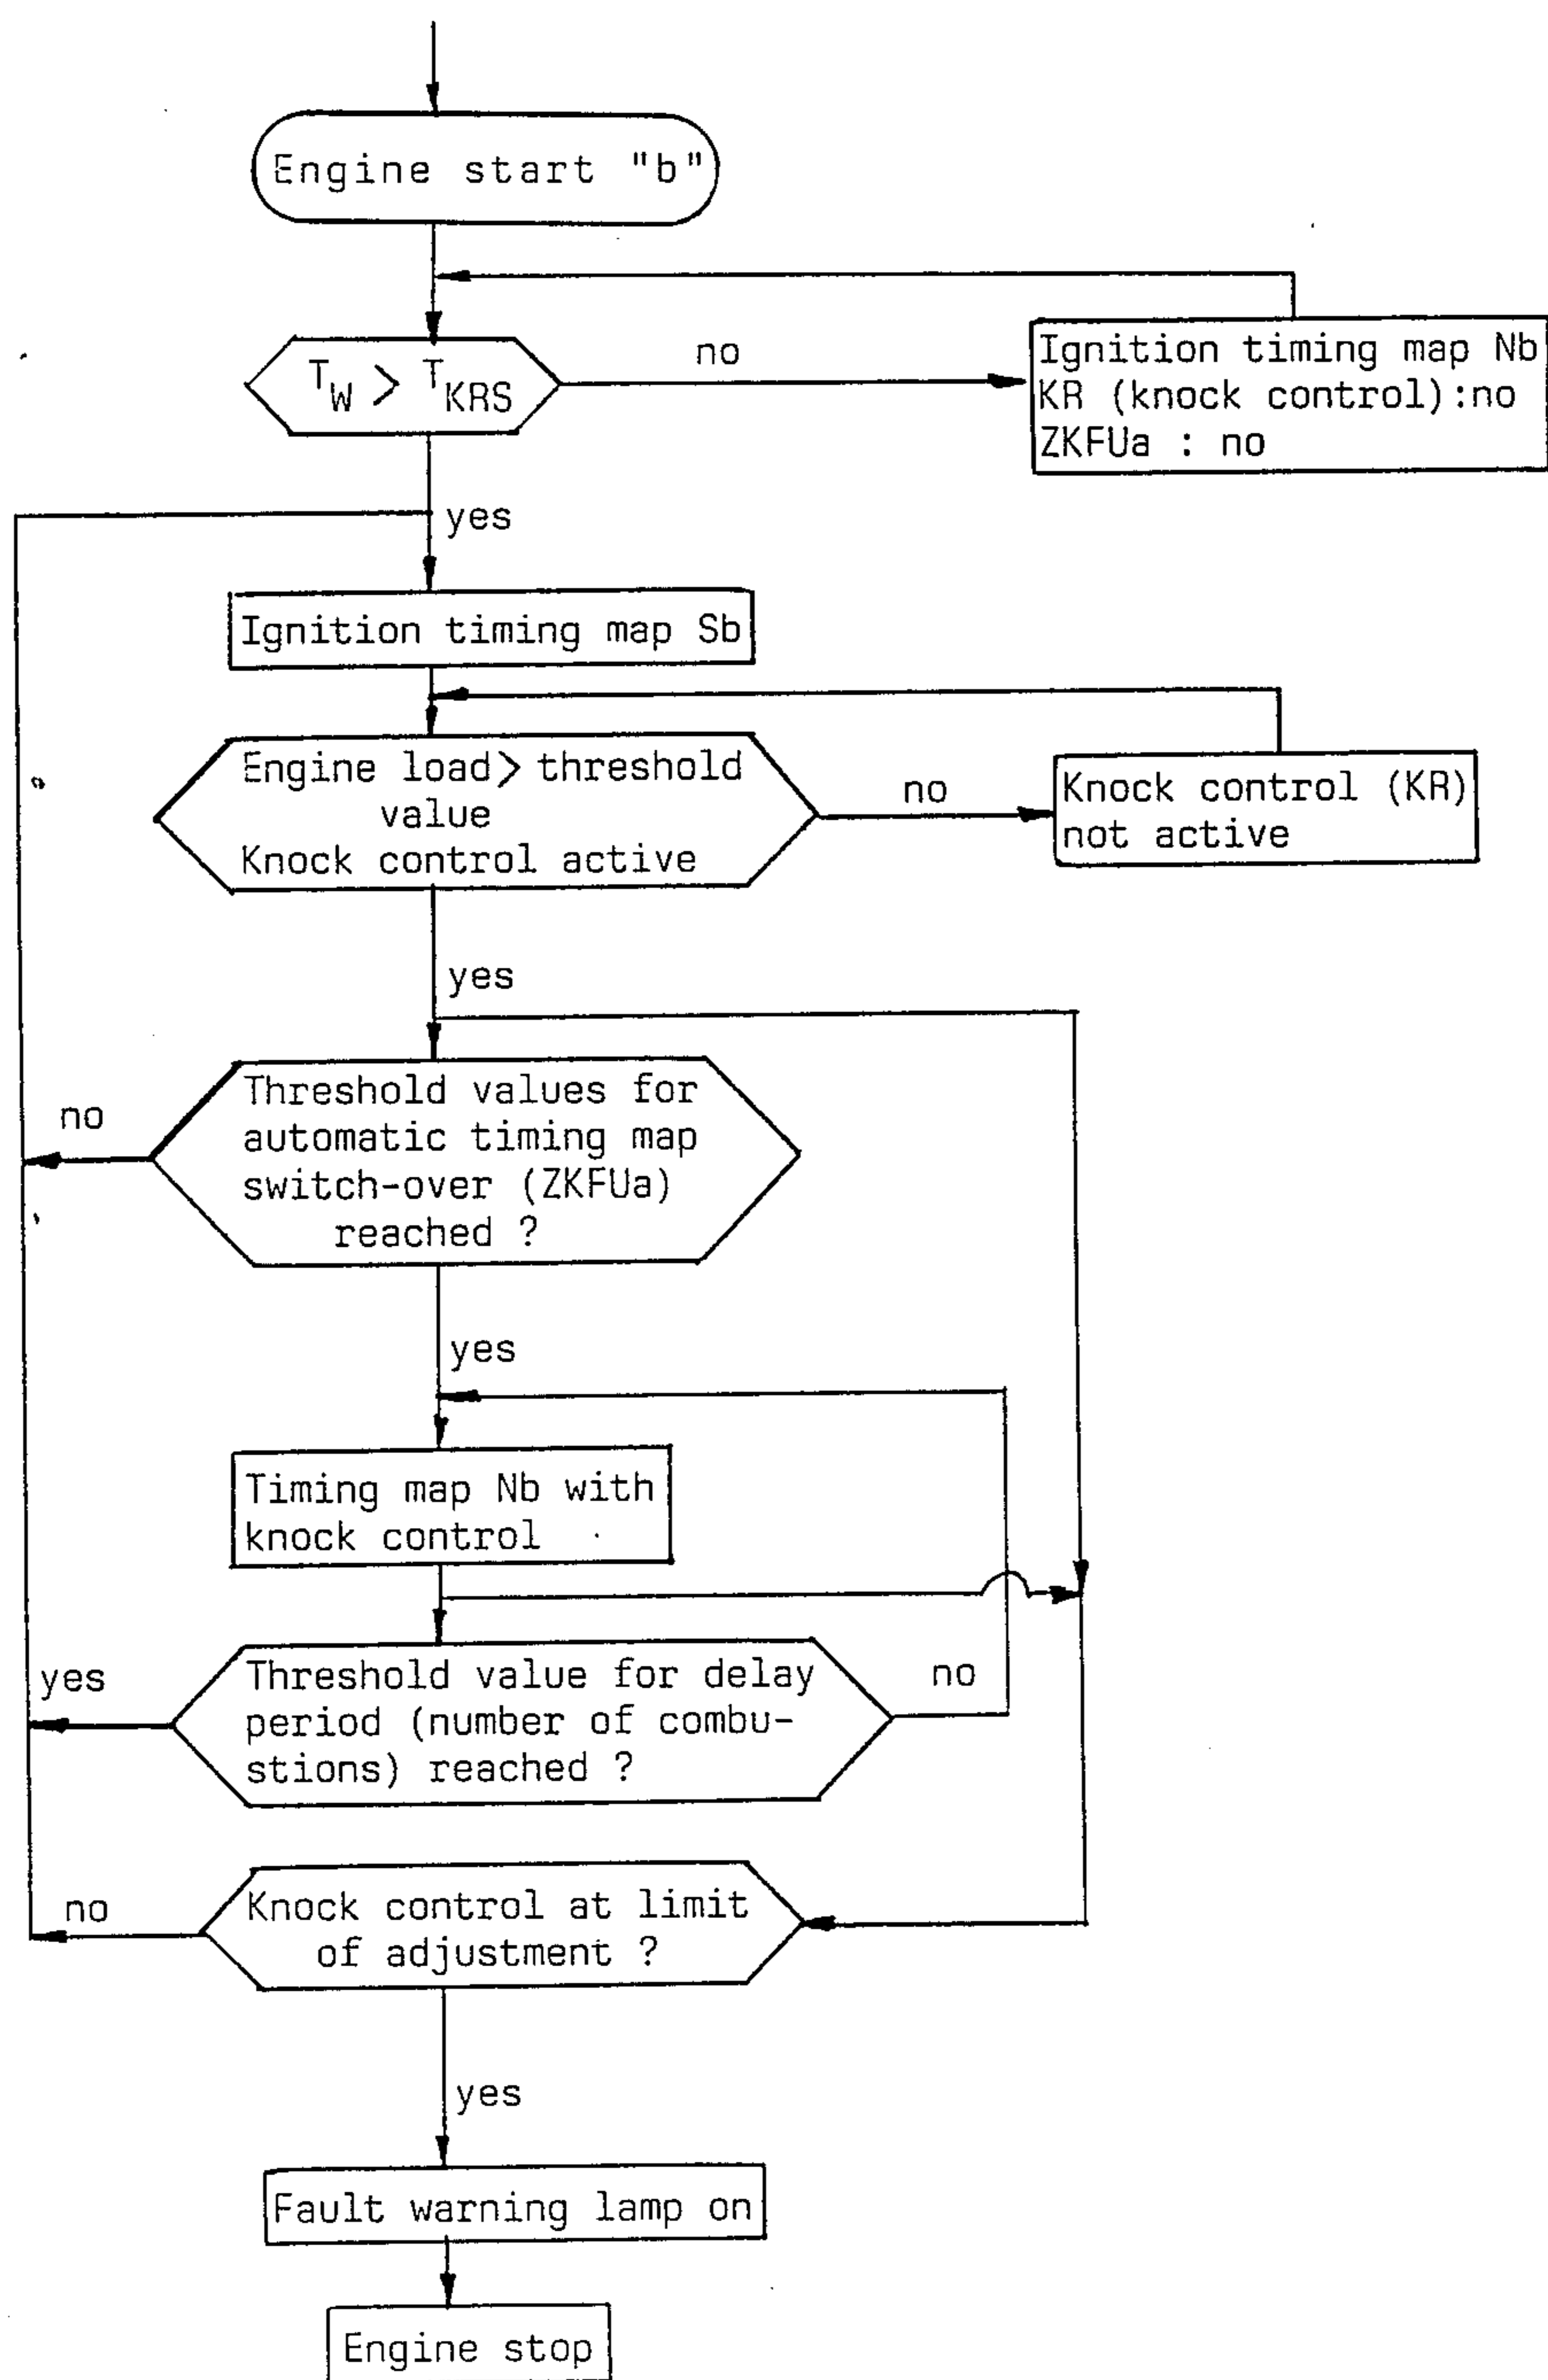 Engine start "b"
T_W > T_KRS
no
Ignition timing map Nb
KR (knock control):no
ZKFUa : no
yes
Ignition timing map Sb
Engine load > threshold
value
Knock control active
no
Knock control (KR)
not active
yes
Threshold values for
automatic timing map
switch-over (ZKFUa)
reached ?
no
yes
Timing map Nb with
knock control
Threshold value for delay
period (number of combu-
stions) reached ?
yes
no
Knock control at limit
of adjustment ?
no
yes
Fault warning lamp on
Engine stop